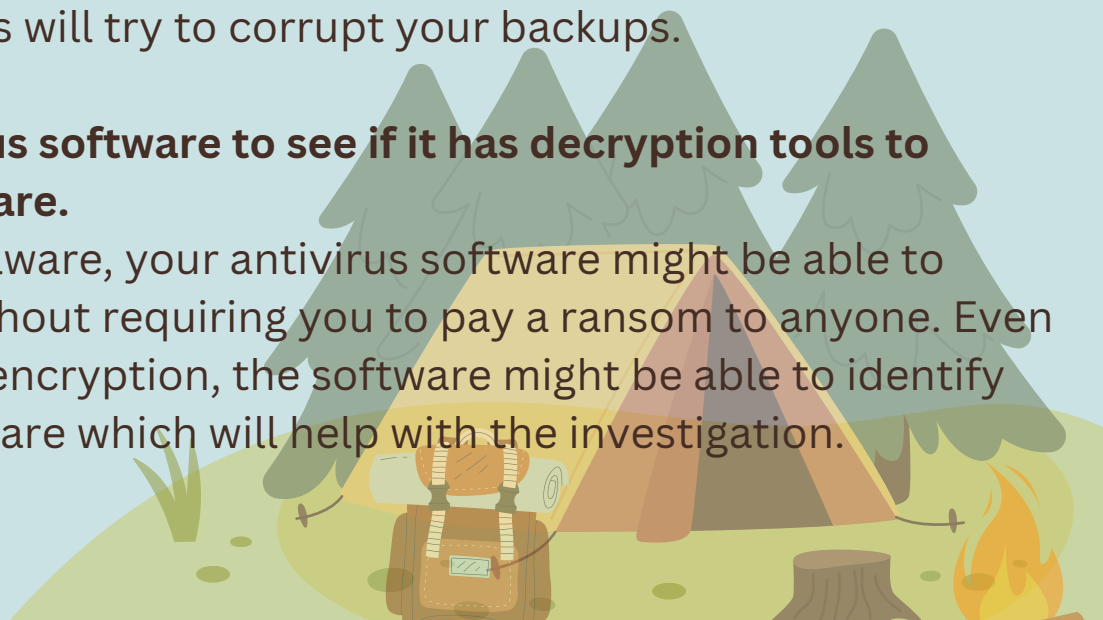 s will try to corrupt your backups.
us software to see if it has decryption tools to
are.
ware, your antivirus software might be able to
hout requiring you to pay a ransom to anyone. Even
encryption, the software might be able to identify
are which will help with the investigation.